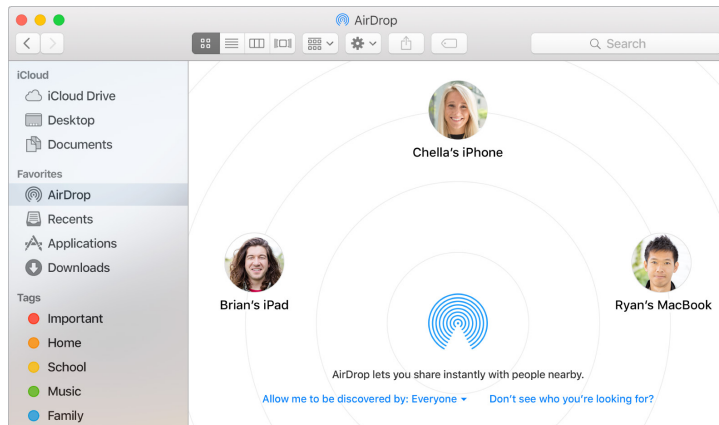 AirDrop
Search
iCloud
iCloud Drive
Desktop
Documents
Favorites
AirDrop
Recents
Applications
Downloads
Tags
Important
Home
School
Music
Family
Chella's iPhone
Brian's iPad
Ryan's MacBook
AirDrop lets you share instantly with people nearby.
Allow me to be discovered by: Everyone
Don't see who you're looking for?